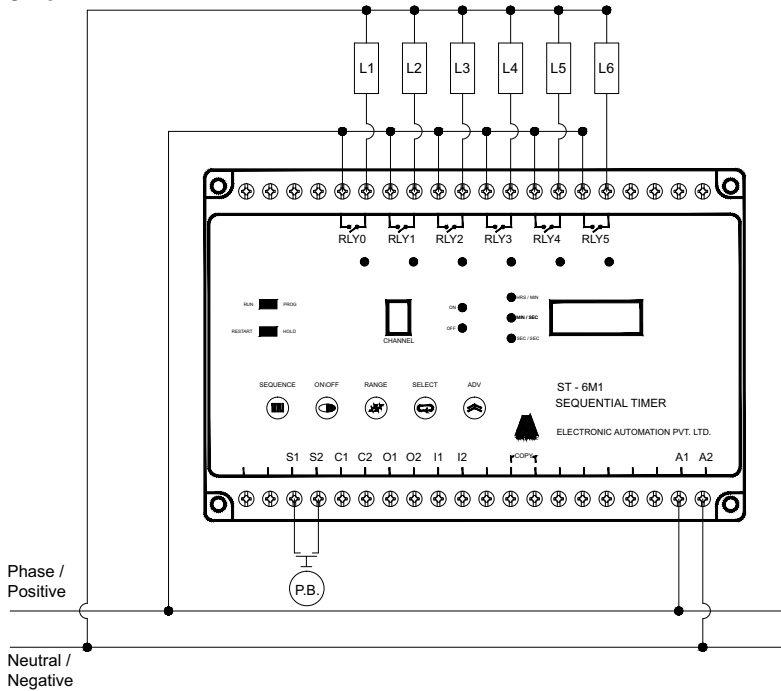 L1 L2 L3 L4 L5 L6
RLY0 RLY1 RLY2 RLY3 RLY4 RLY5
RUN PROG
RESTART HOLD
CHANNEL
ON
OFF
HRS / MIN
MIN / SEC
SEC / SEC
SEQUENCE ON\OFF RANGE SELECT ADV
ST - 6M1
SEQUENTIAL TIMER
ELECTRONIC AUTOMATION PVT. LTD.
S1 S2 C1 C2 O1 O2 I1 I2 COPY A1 A2
P.B.
Phase /
Positive
Neutral /
Negative